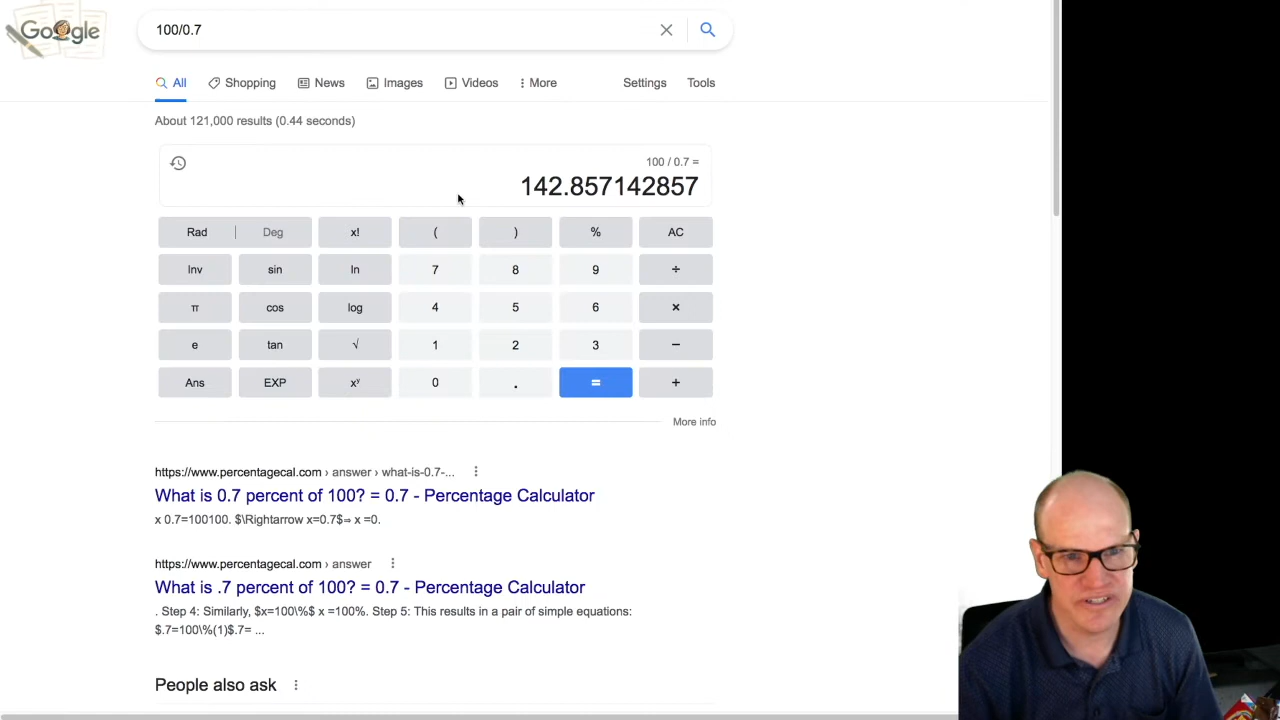 Google
100/0.7
All
Shopping
News
Images
Videos
More
Settings
Tools
About 121,000 results (0.44 seconds)
100 / 0.7 =
142.857142857
Rad
Deg
x!
(
)
%
AC
Inv
sin
ln
7
8
9
÷
π
cos
log
4
5
6
×
e
tan
√
1
2
3
−
Ans
EXP
xʸ
0
.
=
+
More info
https://www.percentagecal.com › answer › what-is-0.7-...
What is 0.7 percent of 100? = 0.7 - Percentage Calculator
x 0.7=100100. $\Rightarrow x=0.7$⇒ x =0.
https://www.percentagecal.com › answer
What is .7 percent of 100? = 0.7 - Percentage Calculator
. Step 4: Similarly, $x=100\%$ x =100%. Step 5: This results in a pair of simple equations:
$.7=100\%(1)$.7= ...
People also ask